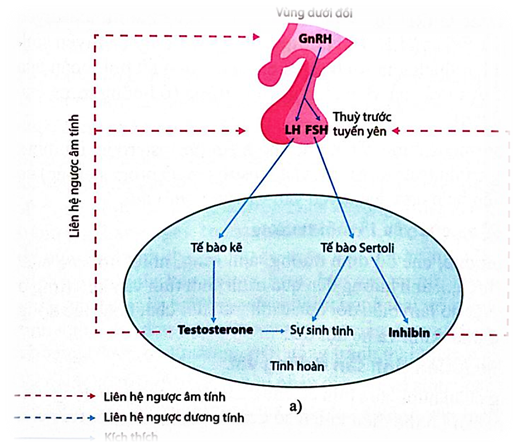 Vùng dưới đồi
GnRH
Thuỳ trước
tuyến yên
LH FSH
Liên hệ ngược âm tính
Tế bào kẽ
Tế bào Sertoli
Testosterone
Sự sinh tinh
Inhibin
Tinh hoàn
Liên hệ ngược âm tính
a)
Liên hệ ngược dương tính
Kích thích